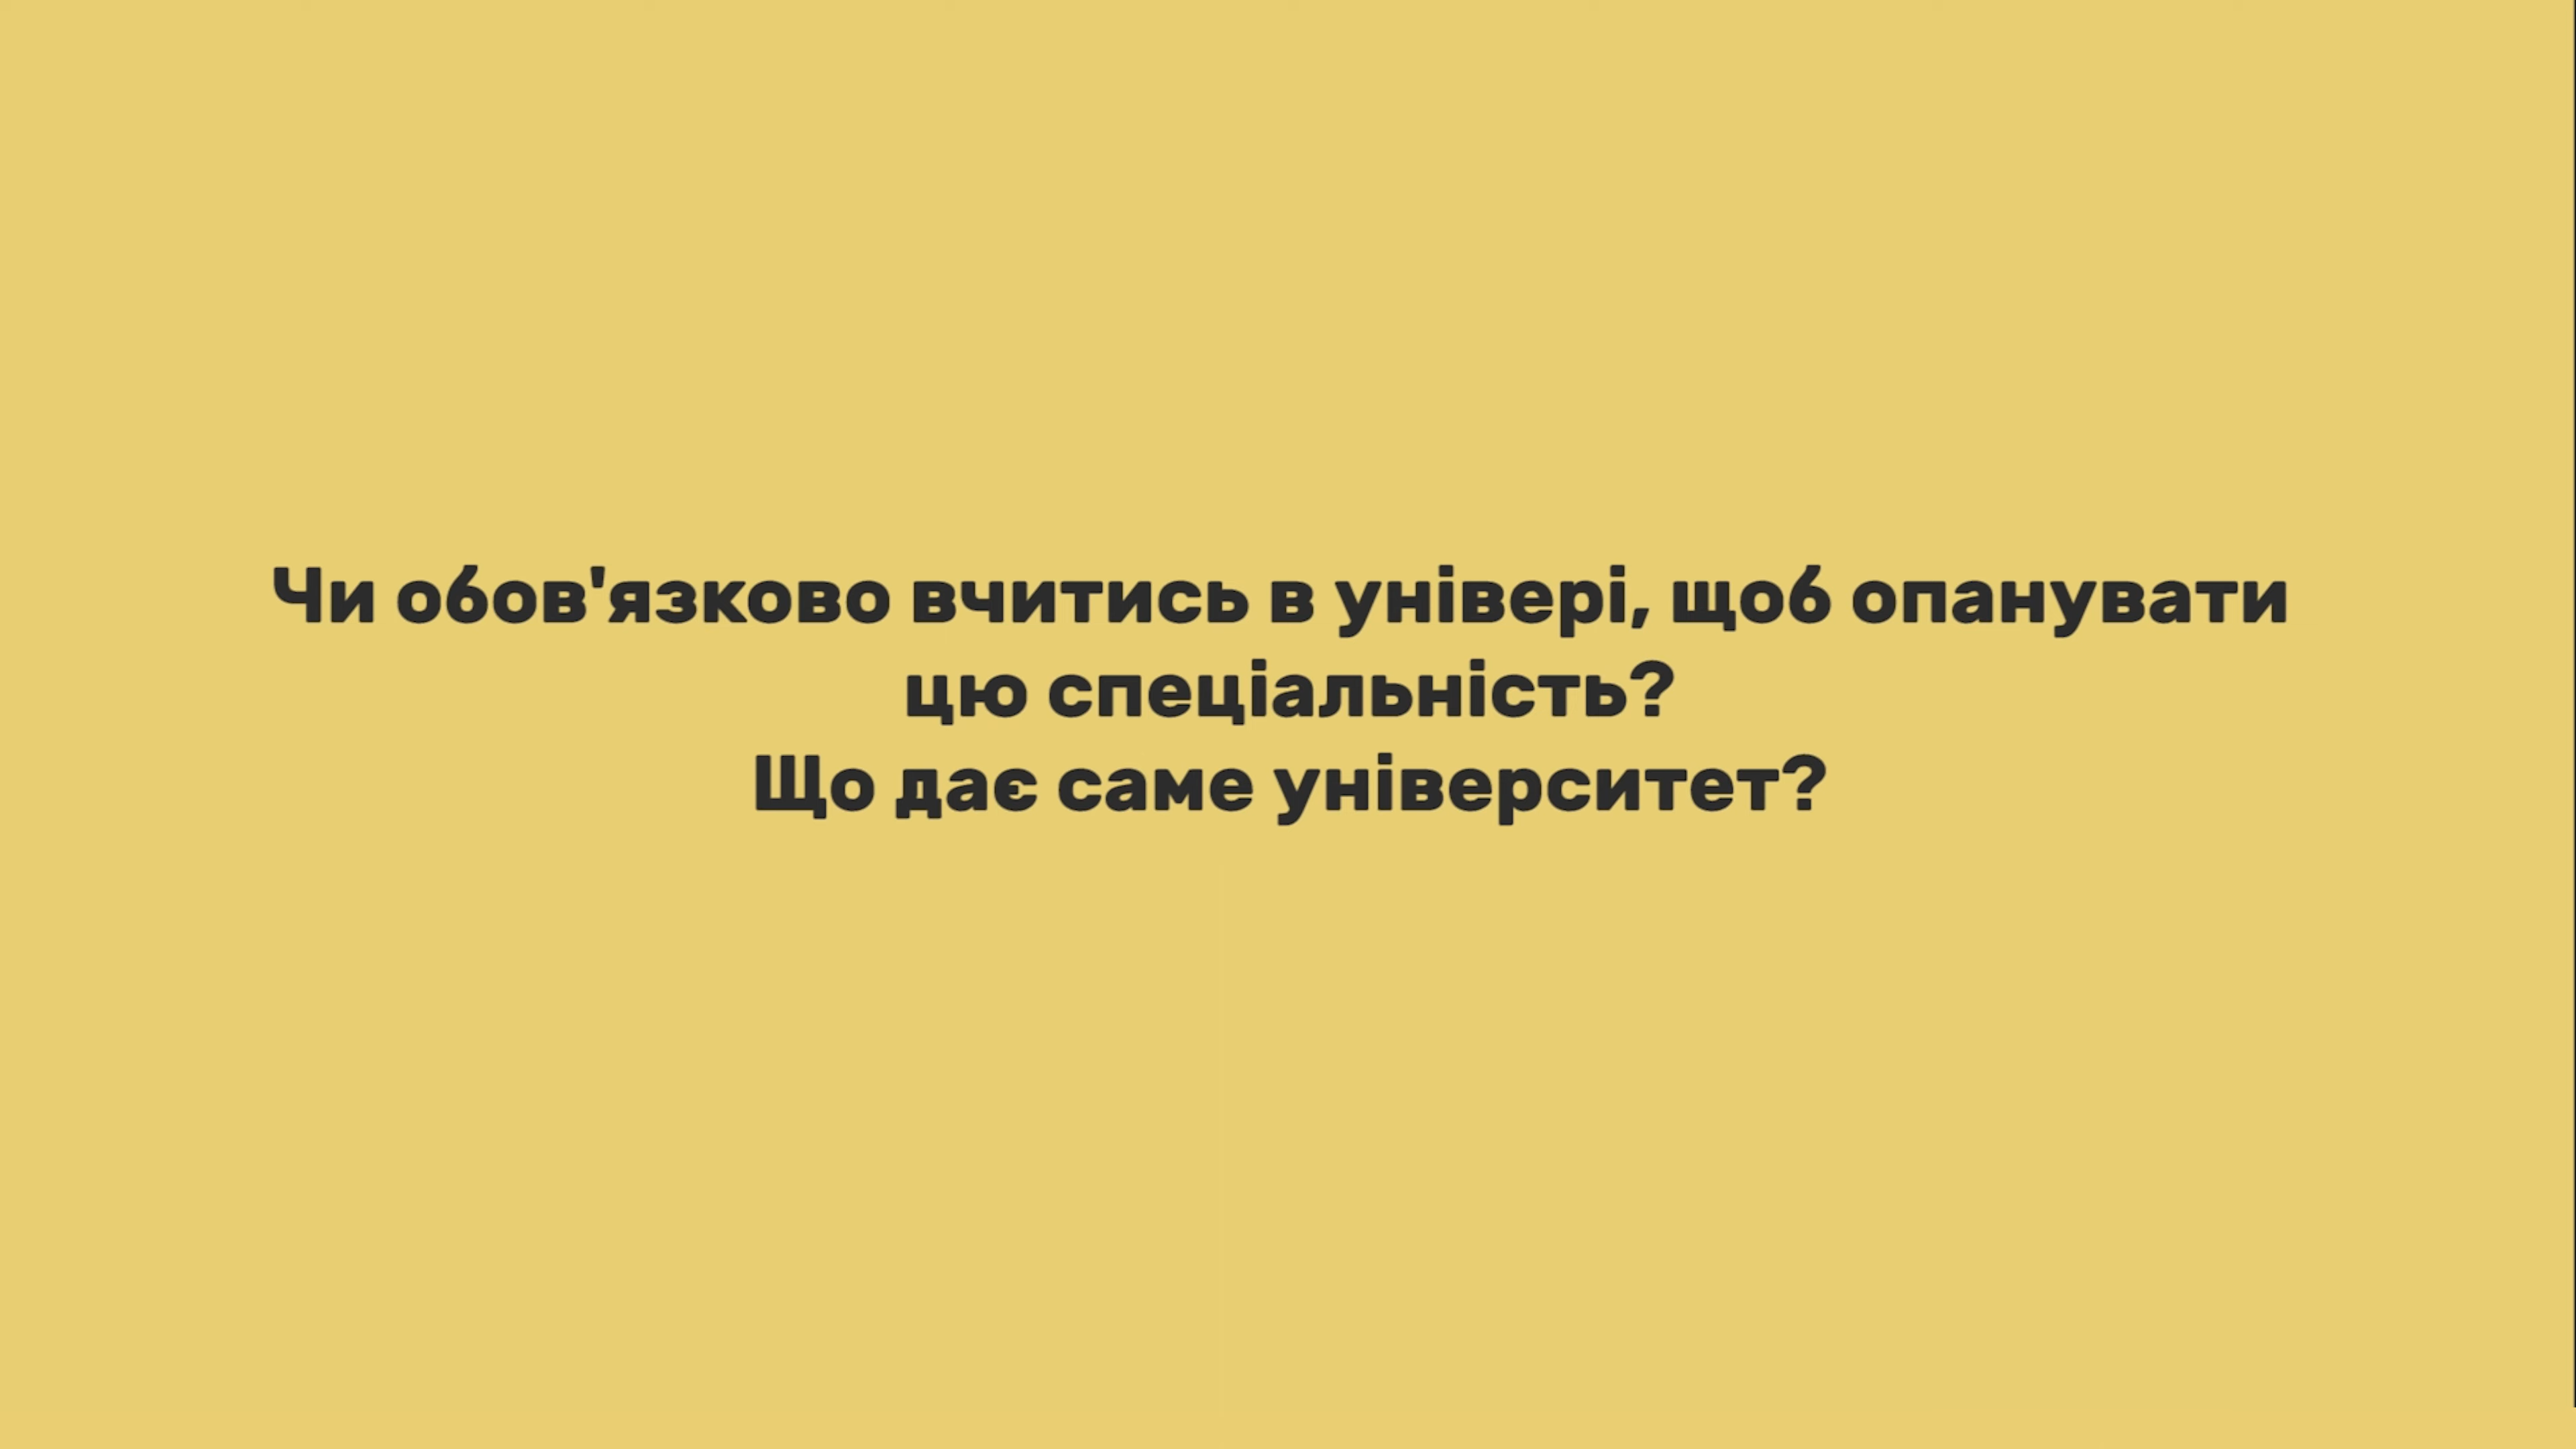 Чи обов'язково вчитись в універі, щоб опанувати
цю спеціальність?
Що дає саме університет?